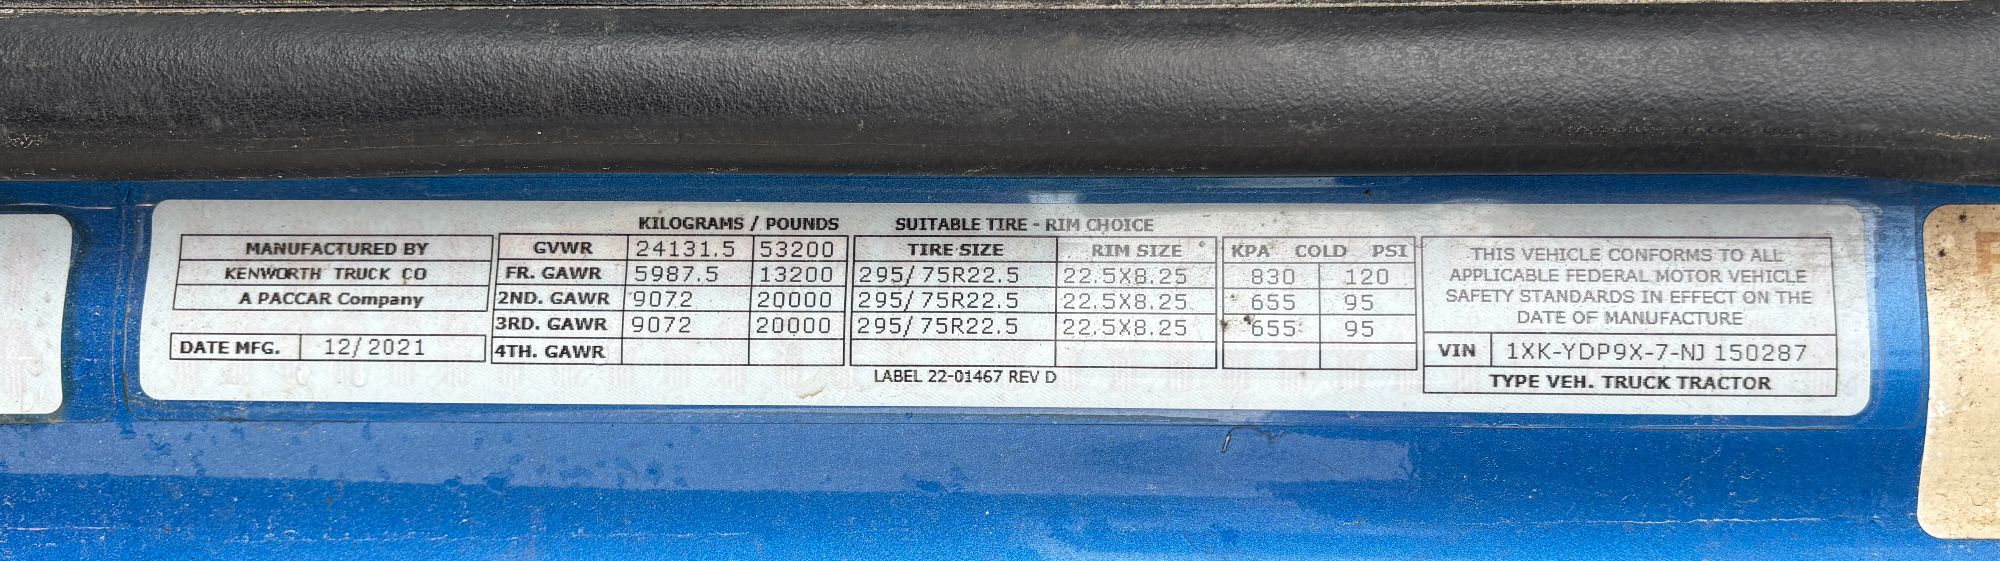 KILOGRAMS / POUNDS SUITABLE TIRE - RIM CHOICE
MANUFACTURED BY GVWR 24131.5 53200 TIRE SIZE RIM SIZE KPA COLD PSI
KENWORTH TRUCK CO FR. GAWR 5987.5 13200 295/75R22.5 22.5X8.25 830 120
A PACCAR Company 2ND. GAWR 9072 20000 295/75R22.5 22.5X8.25 655 95
3RD. GAWR 9072 20000 295/75R22.5 22.5X8.25 655 95
DATE MFG. 12/2021 4TH. GAWR
LABEL 22-01467 REV D
THIS VEHICLE CONFORMS TO ALL
APPLICABLE FEDERAL MOTOR VEHICLE
SAFETY STANDARDS IN EFFECT ON THE
DATE OF MANUFACTURE
VIN 1XK-YDP9X-7-NJ 150287
TYPE VEH. TRUCK TRACTOR